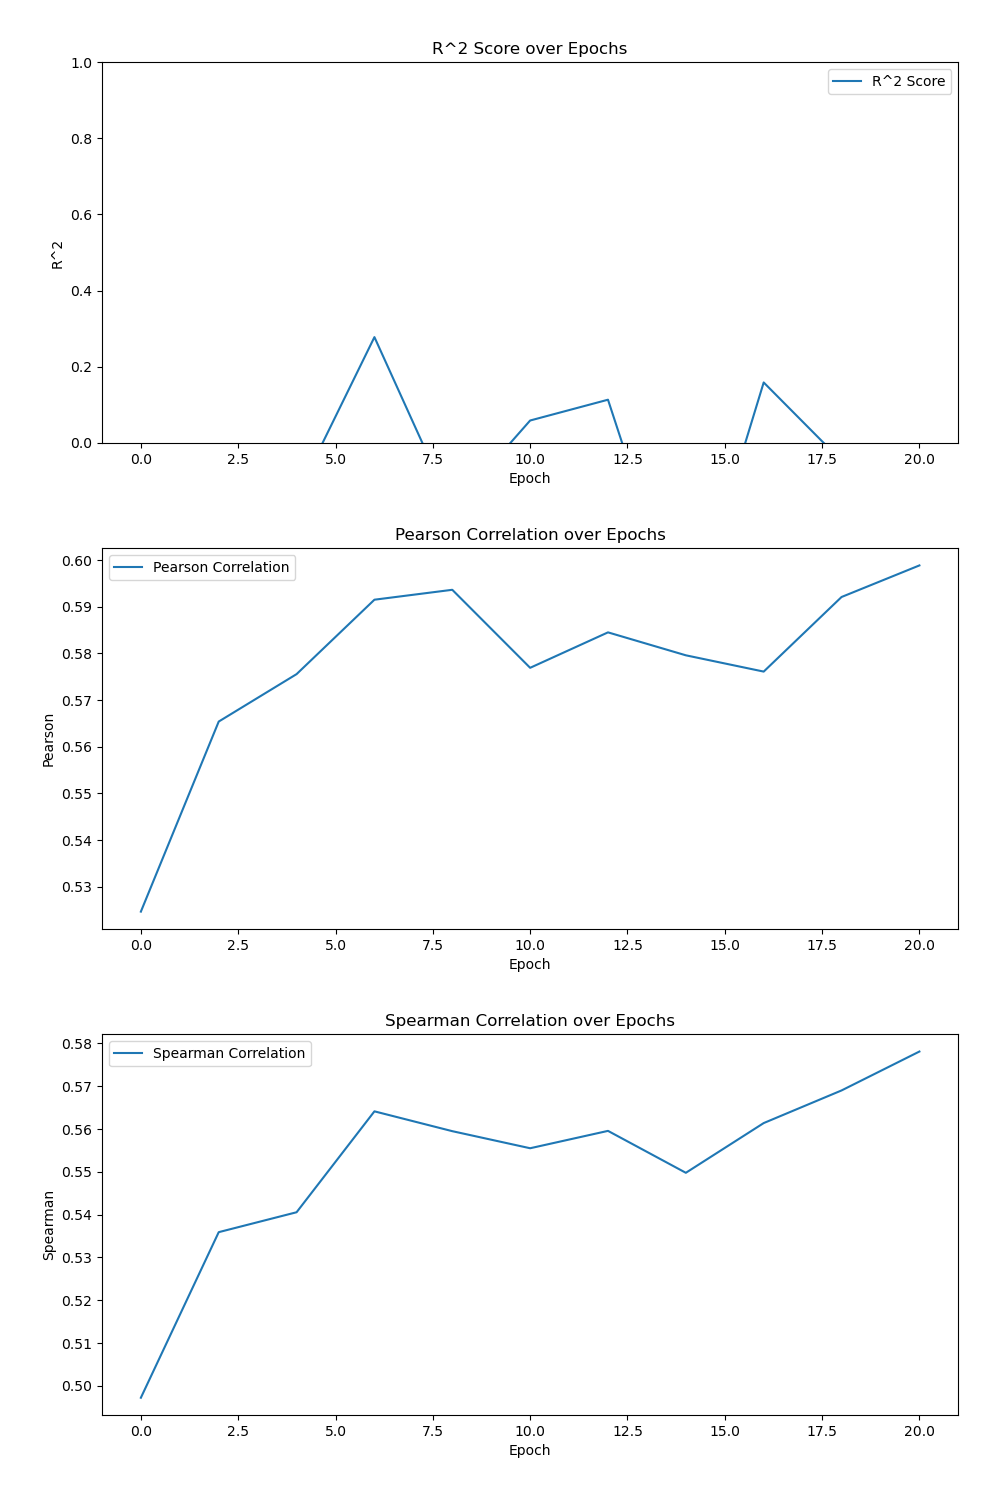 R^2 Score over Epochs
1.0
R^2 Score
0.8
0.6
R^2
0.4
0.2
0.0
0.0 2.5 5.0 7.5 10.0 12.5 15.0 17.5 20.0
Epoch
Pearson Correlation over Epochs
0.60
Pearson Correlation
0.59
0.58
0.57
Pearson
0.56
0.55
0.54
0.53
0.0 2.5 5.0 7.5 10.0 12.5 15.0 17.5 20.0
Epoch
Spearman Correlation over Epochs
0.58
Spearman Correlation
0.57
0.56
0.55
Spearman
0.54
0.53
0.52
0.51
0.50
0.0 2.5 5.0 7.5 10.0 12.5 15.0 17.5 20.0
Epoch